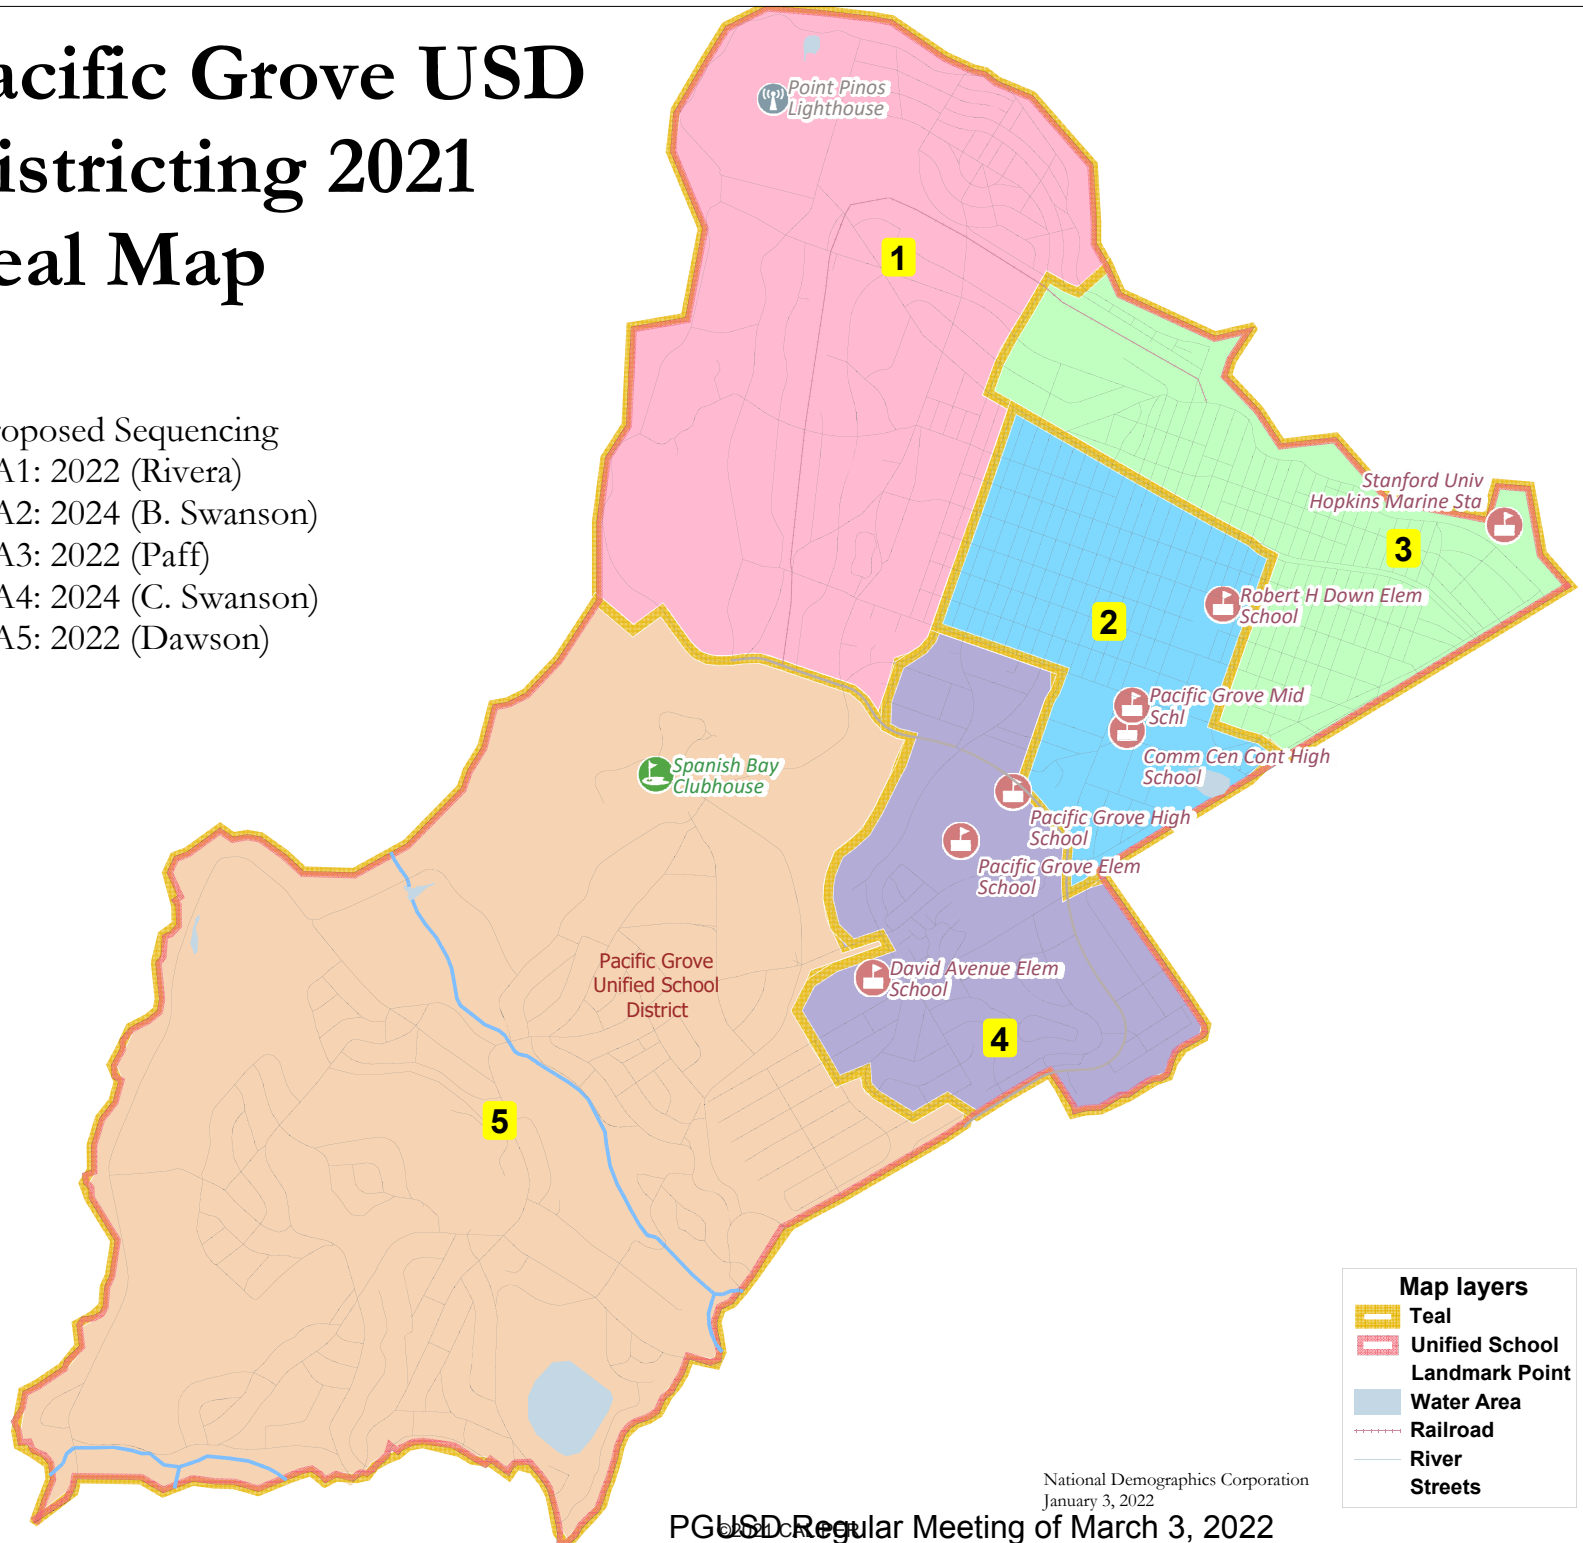 acific Grove USD
istricting 2021
eal Map
roposed Sequencing
A1: 2022 (Rivera)
A2: 2024 (B. Swanson)
A3: 2022 (Paff)
A4: 2024 (C. Swanson)
A5: 2022 (Dawson)
Point Pinos
Lighthouse
1
Stanford Univ
Hopkins Marine Sta
3
Robert H Down Elem
School
2
Pacific Grove Mid
Schl
Comm Cen Cont High
School
Spanish Bay
Clubhouse
Pacific Grove High
School
Pacific Grove Elem
School
Pacific Grove
Unified School
District
David Avenue Elem
School
4
5
Map layers
Teal
Unified School
Landmark Point
Water Area
Railroad
River
Streets
National Demographics Corporation
January 3, 2022
©2021 CALIPER
PGUSD Regular Meeting of March 3, 2022